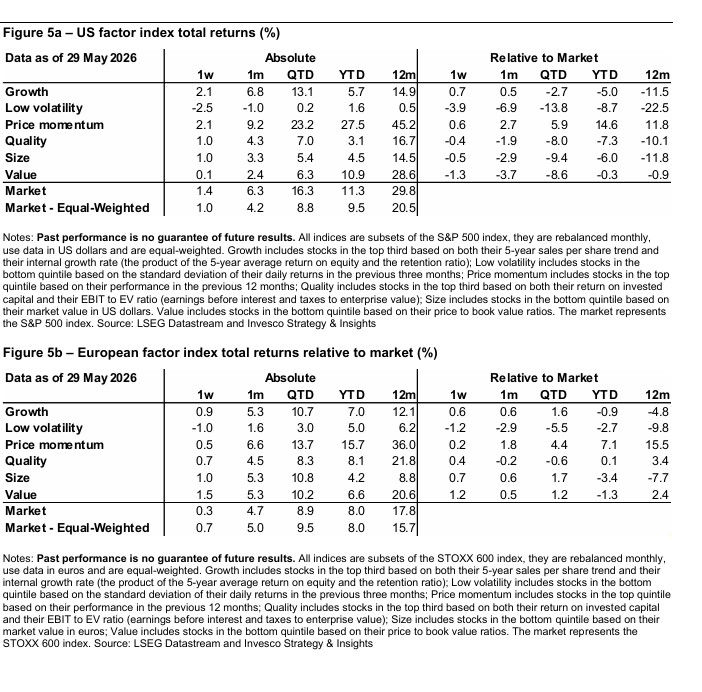 Figure 5a – US factor index total returns (%)
Data as of 29 May 2026 Absolute Relative to Market
1w 1m QTD YTD 12m 1w 1m QTD YTD 12m
Growth 2.1 6.8 13.1 5.7 14.9 0.7 0.5 -2.7 -5.0 -11.5
Low volatility -2.5 -1.0 0.2 1.6 0.5 -3.9 -6.9 -13.8 -8.7 -22.5
Price momentum 2.1 9.2 23.2 27.5 45.2 0.6 2.7 5.9 14.6 11.8
Quality 1.0 4.3 7.0 3.1 16.7 -0.4 -1.9 -8.0 -7.3 -10.1
Size 1.0 3.3 5.4 4.5 14.5 -0.5 -2.9 -9.4 -6.0 -11.8
Value 0.1 2.4 6.3 10.9 28.6 -1.3 -3.7 -8.6 -0.3 -0.9
Market 1.4 6.3 16.3 11.3 29.8
Market - Equal-Weighted 1.0 4.2 8.8 9.5 20.5
Notes: Past performance is no guarantee of future results. All indices are subsets of the S&P 500 index, they are rebalanced monthly,
use data in US dollars and are equal-weighted. Growth includes stocks in the top third based on both their 5-year sales per share trend and
their internal growth rate (the product of the 5-year average return on equity and the retention ratio); Low volatility includes stocks in the
bottom quintile based on the standard deviation of their daily returns in the previous three months; Price momentum includes stocks in the top
quintile based on their performance in the previous 12 months; Quality includes stocks in the top third based on both their return on invested
capital and their EBIT to EV ratio (earnings before interest and taxes to enterprise value); Size includes stocks in the bottom quintile based on
their market value in US dollars. Value includes stocks in the bottom quintile based on their price to book value ratios. The market represents
the S&P 500 index. Source: LSEG Datastream and Invesco Strategy & Insights
Figure 5b – European factor index total returns relative to market (%)
Data as of 29 May 2026 Absolute Relative to Market
1w 1m QTD YTD 12m 1w 1m QTD YTD 12m
Growth 0.9 5.3 10.7 7.0 12.1 0.6 0.6 1.6 -0.9 -4.8
Low volatility -1.0 1.6 3.0 5.0 6.2 -1.2 -2.9 -5.5 -2.7 -9.8
Price momentum 0.5 6.6 13.7 15.7 36.0 0.2 1.8 4.4 7.1 15.5
Quality 0.7 4.5 8.3 8.1 21.8 0.4 -0.2 -0.6 0.1 3.4
Size 1.0 5.3 10.8 4.2 8.8 0.7 0.6 1.7 -3.4 -7.7
Value 1.5 5.3 10.2 6.6 20.6 1.2 0.5 1.2 -1.3 2.4
Market 0.3 4.7 8.9 8.0 17.8
Market - Equal-Weighted 0.7 5.0 9.5 8.0 15.7
Notes: Past performance is no guarantee of future results. All indices are subsets of the STOXX 600 index, they are rebalanced monthly,
use data in euros and are equal-weighted. Growth includes stocks in the top third based on both their 5-year sales per share trend and their
internal growth rate (the product of the 5-year average return on equity and the retention ratio); Low volatility includes stocks in the bottom
quintile based on the standard deviation of their daily returns in the previous three months; Price momentum includes stocks in the top quintile
based on their performance in the previous 12 months; Quality includes stocks in the top third based on both their return on invested capital
and their EBIT to EV ratio (earnings before interest and taxes to enterprise value); Size includes stocks in the bottom quintile based on their
market value in euros; Value includes stocks in the bottom quintile based on their price to book value ratios. The market represents the
STOXX 600 index. Source: LSEG Datastream and Invesco Strategy & Insights